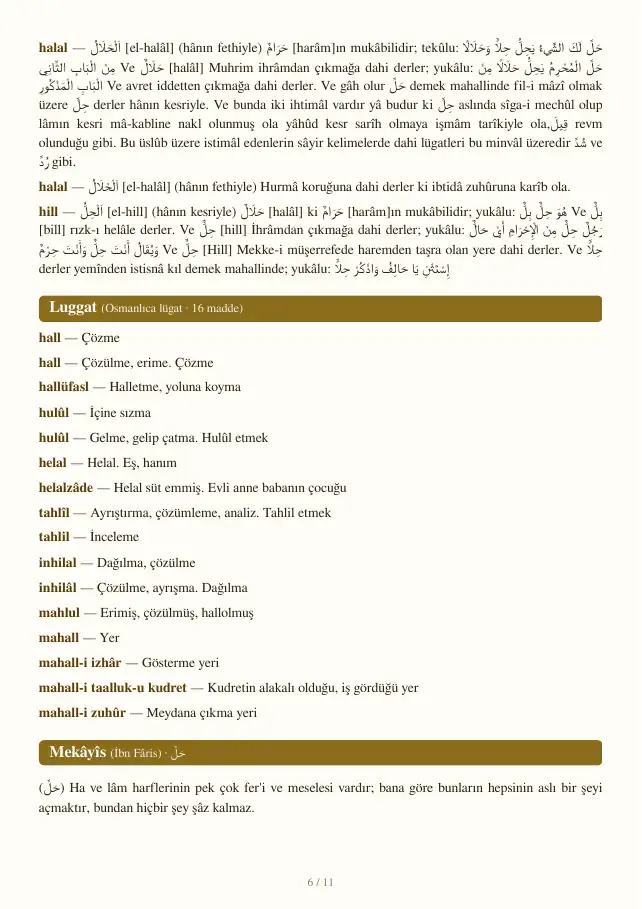 halal — اَلْحَلَالُ [el-halâl] (hânın fethiyle) حَرَامٌ [harâm]ın mukâbilidir; tekûlu: حَلَّ لَكَ الشَّيْءُ يَحِلُّ حِلاًّ وَحَلَالًا
مِنَ الْبَابِ الثَّانِي Ve حَلَالٌ [halâl] Muhrim ihrâmdan çıkmağa dahi derler; yukâlu: حَلَّ الْمُحْرِمُ يَحِلُّ حَلَالًا مِنَ
الْبَابِ الْمَذْكُورِ Ve avret iddetten çıkmağa dahi derler. Ve gâh olur حَلَّ demek mahallinde fil-i mâzî olmak
üzere حِلَّ derler hânın kesriyle. Ve bunda iki ihtimâl vardır yâ budur ki حِلَّ aslında sîga-i mechûl olup
lâmın kesri mâ-kabline nakl olunmuş ola yâhûd kesr sarîh olmaya işmâm tarîkiyle ola, قِيلَ revm
olunduğu gibi. Bu üslûb üzere istimâl edenlerin sâyir kelimelerde dahi lügatleri bu minvâl üzeredir شُدَّ ve
رُدَّ gibi.
halal — اَلْحَلَالُ [el-halâl] (hânın fethiyle) Hurmâ koruğuna dahi derler ki ibtidâ zuhûruna karîb ola.
hill — اَلْحِلُّ [el-hill] (hânın kesriyle) حَلَالٌ [halâl] ki حَرَامٌ [harâm]ın mukâbilidir; yukâlu: هُوَ حِلٌّ بِلٌّ Ve بِلٌّ
[bill] rızk-ı helâle derler. Ve حِلٌّ [hill] İhrâmdan çıkmağa dahi derler; yukâlu: رَجُلٌ حِلٌّ مِنَ الْإِحْرَامِ أَيْ حَالٌّ
وَيُقَالُ أَنْتَ حِلٌّ وَأَنْتَ حِرْمٌ Ve حِلٌّ [Hill] Mekke-i müşerrefede haremden taşra olan yere dahi derler. Ve حِلاًّ
derler yemînden istisnâ kıl demek mahallinde; yukâlu: إِسْتَثْنِ يَا حَالِفُ وَاذْكُرْ حِلاًّ
Luggat (Osmanlıca lügat · 16 madde)
hall — Çözme
hall — Çözülme, erime. Çözme
hallüfasl — Halletme, yoluna koyma
hulûl — İçine sızma
hulûl — Gelme, gelip çatma. Hulûl etmek
helal — Helal. Eş, hanım
helalzâde — Helal süt emmiş. Evli anne babanın çocuğu
tahlîl — Ayrıştırma, çözümleme, analiz. Tahlil etmek
tahlil — İnceleme
inhilal — Dağılma, çözülme
inhilâl — Çözülme, ayrışma. Dağılma
mahlul — Erimiş, çözülmüş, hallolmuş
mahall — Yer
mahall-i izhâr — Gösterme yeri
mahall-i taalluk-u kudret — Kudretin alakalı olduğu, iş gördüğü yer
mahall-i zuhûr — Meydana çıkma yeri
Mekâyîs (İbn Fâris) · حَلّ
(حَلَّ) Ha ve lâm harflerinin pek çok fer'i ve meselesi vardır; bana göre bunların hepsinin aslı bir şeyi
açmaktır, bundan hiçbir şey şâz kalmaz.
6 / 11